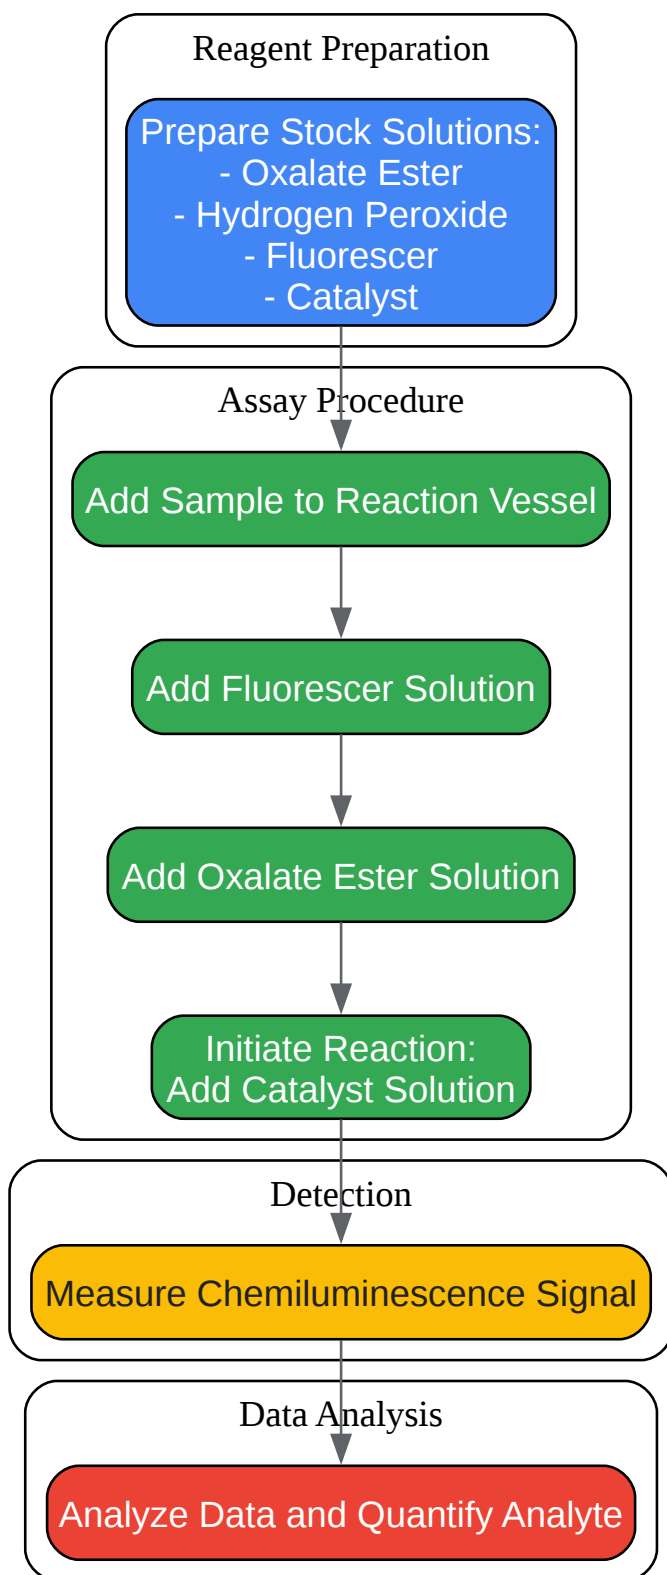 Reagent Preparation
Prepare Stock Solutions:
- Oxalate Ester
- Hydrogen Peroxide
- Fluorescer
- Catalyst
Assay Procedure
Add Sample to Reaction Vessel
Add Fluorescer Solution
Add Oxalate Ester Solution
Initiate Reaction:
Add Catalyst Solution
Detection
Measure Chemiluminescence Signal
Data Analysis
Analyze Data and Quantify Analyte